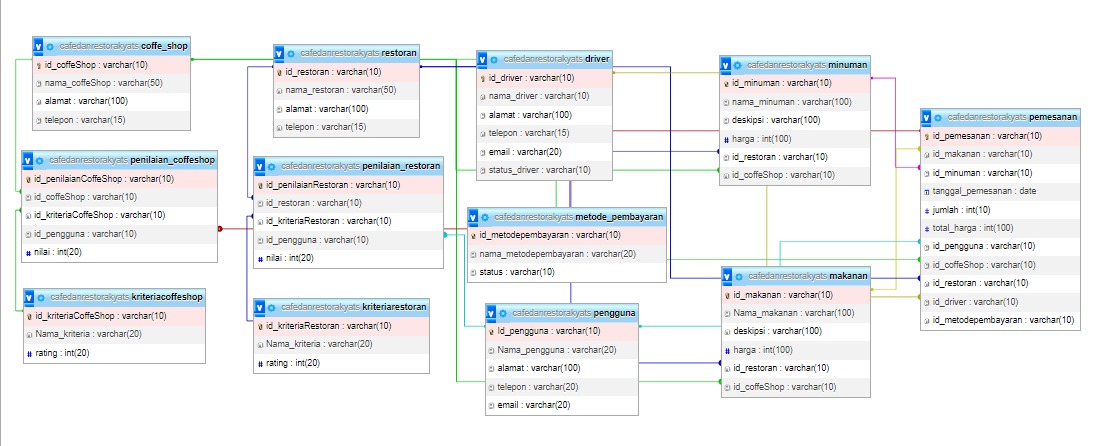 cafedanrestorakyats coffe_shop
id_coffeShop : varchar(10)
nama_coffeShop : varchar(50)
alamat : varchar(100)
telepon : varchar(15)
cafedanrestorakyats restoran
id_restoran : varchar(10)
nama_restoran : varchar(50)
alamat : varchar(100)
telepon : varchar(15)
cafedanrestorakyats driver
id_driver : varchar(10)
nama_driver : varchar(10)
alamat : varchar(100)
telepon : varchar(15)
email : varchar(20)
status_driver : varchar(10)
cafedanrestorakyats minuman
id_minuman : varchar(10)
nama_minuman : varchar(100)
deskipsi : varchar(100)
# harga : int(100)
id_restoran : varchar(10)
id_coffeShop : varchar(10)
cafedanrestorakyats pemesanan
id_pemesanan : varchar(10)
id_makanan : varchar(10)
id_minuman : varchar(10)
tanggal_pemesanan : date
# jumlah : int(10)
# total_harga : int(100)
id_pengguna : varchar(10)
id_coffeShop : varchar(10)
id_restoran : varchar(10)
id_driver : varchar(10)
id_metodepembayaran : varchar(10)
cafedanrestorakyats penilaian_coffeshop
id_penilaianCoffeShop : varchar(10)
id_coffeShop : varchar(10)
id_kriteriaCoffeShop : varchar(10)
id_pengguna : varchar(10)
# nilai : int(20)
cafedanrestorakyats penilaian_restoran
id_penilaianRestoran : varchar(10)
id_restoran : varchar(10)
id_kriteriaRestoran : varchar(10)
id_pengguna : varchar(10)
# nilai : int(20)
cafedanrestorakyats metode_pembayaran
id_metodepembayaran : varchar(10)
nama_metodepembayaran : varchar(20)
status : varchar(10)
cafedanrestorakyats makanan
id_makanan : varchar(10)
Nama_makanan : varchar(100)
deskipsi : varchar(100)
# harga : int(100)
id_restoran : varchar(10)
id_coffeShop : varchar(10)
cafedanrestorakyats kriteriacoffeshop
id_kriteriaCoffeShop : varchar(10)
Nama_kriteria : varchar(20)
# rating : int(20)
cafedanrestorakyats kriteriarestoran
id_kriteriaRestoran : varchar(10)
Nama_kriteria : varchar(20)
# rating : int(20)
cafedanrestorakyats pengguna
Id_pengguna : varchar(10)
Nama_pengguna : varchar(20)
alamat : varchar(100)
telepon : varchar(20)
email : varchar(20)